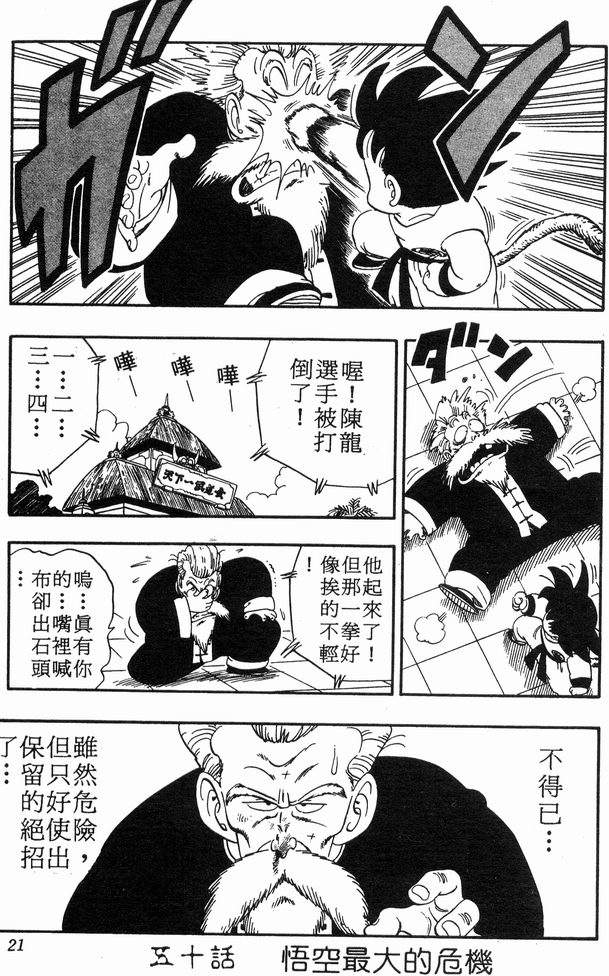 ガン
ダン
喔！陳龍
選手被打
倒了！
嘩—
嘩—
嘩—
天下一武道會
一…二…
三…四…
他起來了！
但那一拳好
像挨的不輕
！
嗚…眞有你
的…嘴裡喊
布卻出石頭
…
不得已…
雖然危險，
但只好使出
保留的絕招
了…
21
五十話 悟空最大的危機